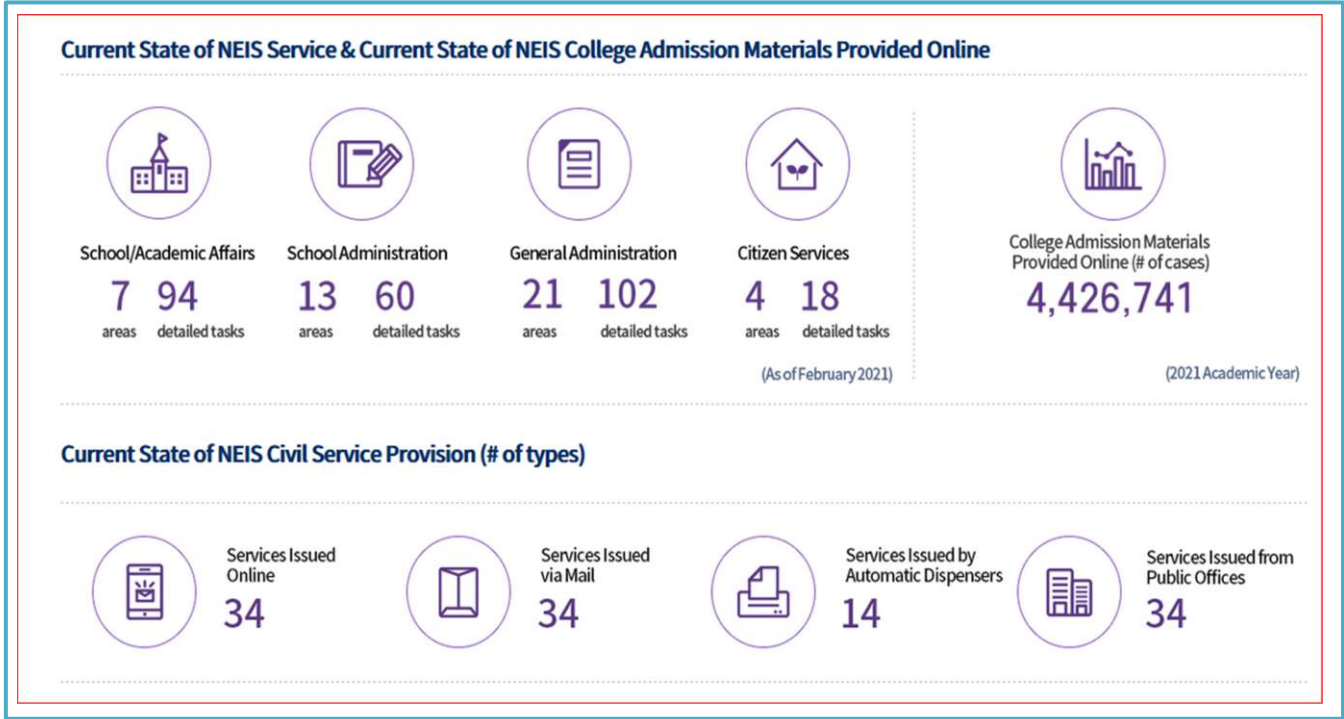 Current State of NEIS Service & Current State of NEIS College Admission Materials Provided Online
School/Academic Affairs
7 94
areas detailed tasks
School Administration
13 60
areas detailed tasks
General Administration
21 102
areas detailed tasks
Citizen Services
4 18
areas detailed tasks
(As of February 2021)
College Admission Materials
Provided Online (# of cases)
4,426,741
(2021 Academic Year)
Current State of NEIS Civil Service Provision (# of types)
Services Issued
Online
34
Services Issued
via Mail
34
Services Issued by
Automatic Dispensers
14
Services Issued from
Public Offices
34